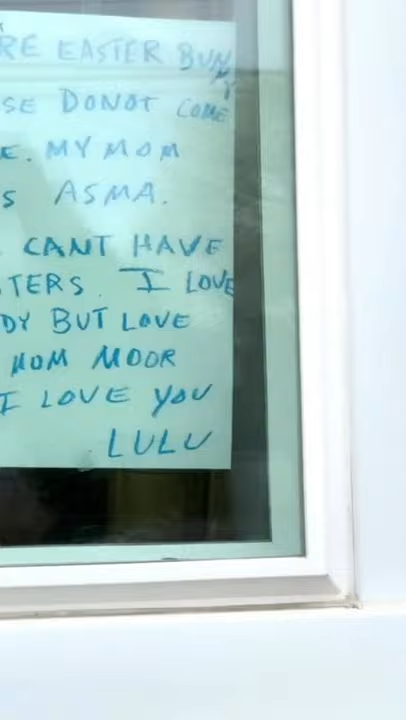 RE EASTER BUNNY
SE DONOT COME
E. MY MOM
S ASMA.
CANT HAVE
TERS. I LOVE
DY BUT LOVE
MOM MOOR
I LOVE YOU
LULU